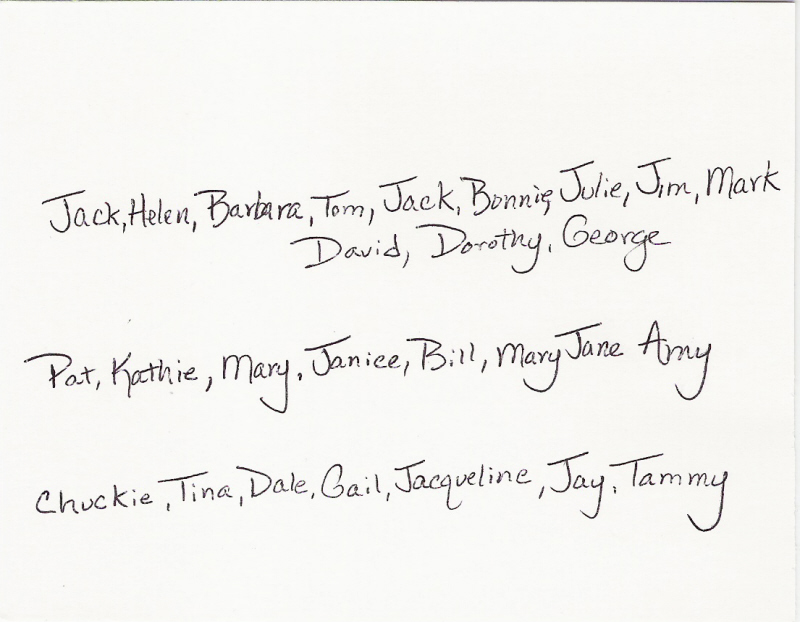 Jack, Helen, Barbara, Tom, Jack, Bonnie, Julie, Jim, Mark
David, Dorothy, George
Pat, Kathie, Mary, Janice, Bill, Mary Jane Amy
Chuckie, Tina, Dale, Gail, Jacqueline, Jay, Tammy